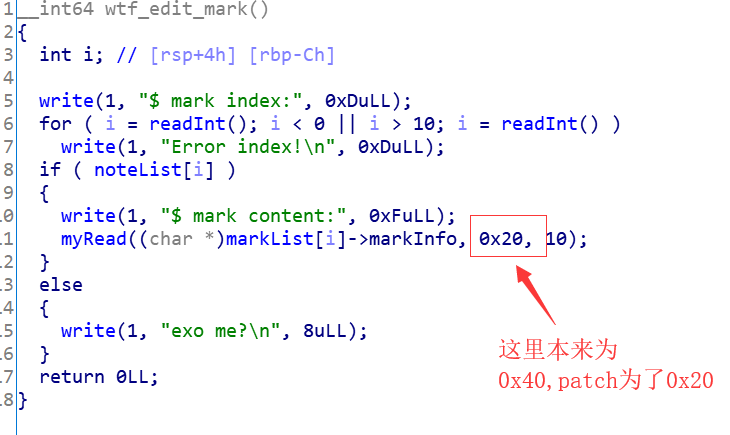 1 __int64 wtf_edit_mark()
2 {
3 int i; // [rsp+4h] [rbp-Ch]
4
5 write(1, "$ mark index:", 0xDuLL);
6 for ( i = readInt(); i < 0 || i > 10; i = readInt() )
7 write(1, "Error index!\n", 0xDuLL);
8 if ( noteList[i] )
9 {
10 write(1, "$ mark content:", 0xFuLL);
11 myRead((char *)markList[i]->markInfo, 0x20, 10);
12 }
13 else
14 {
15 write(1, "exo me?\n", 8uLL);
16 }
17 return 0LL;
18 }
这里本来为
0x40,patch为了0x20